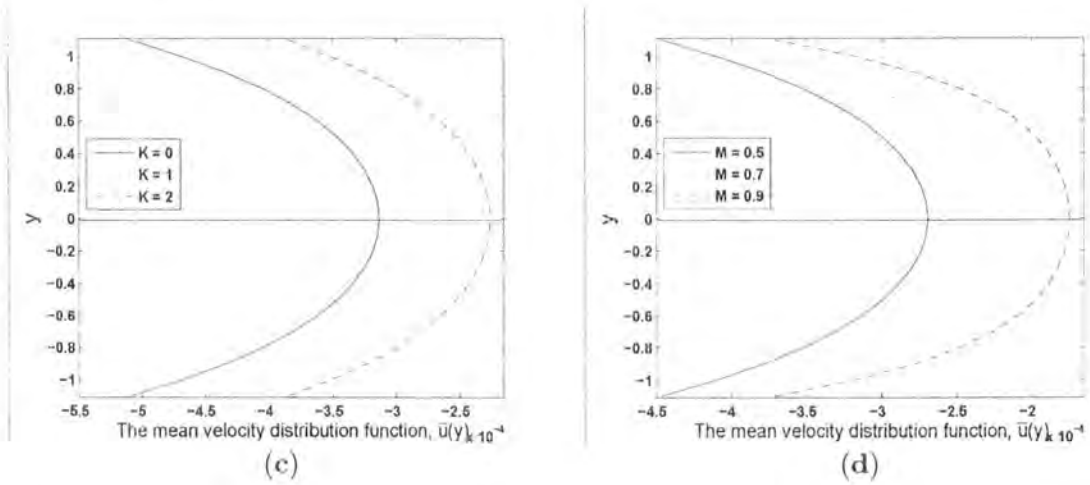 1
0.8
0.6
0.4
0.2
0
−0.2
−0.4
−0.6
−0.8
−1
y
K = 0
K = 1
K = 2
−5.5 −5 −4.5 −4 −3.5 −3 −2.5
The mean velocity distribution function, ū(y)x 10⁻⁴
(c)
1
0.8
0.6
0.4
0.2
0
−0.2
−0.4
−0.6
−0.8
−1
y
M = 0.5
M = 0.7
M = 0.9
−4.5 −4 −3.5 −3 −2.5 −2
The mean velocity distribution function, ū(y)x 10⁻⁴
(d)